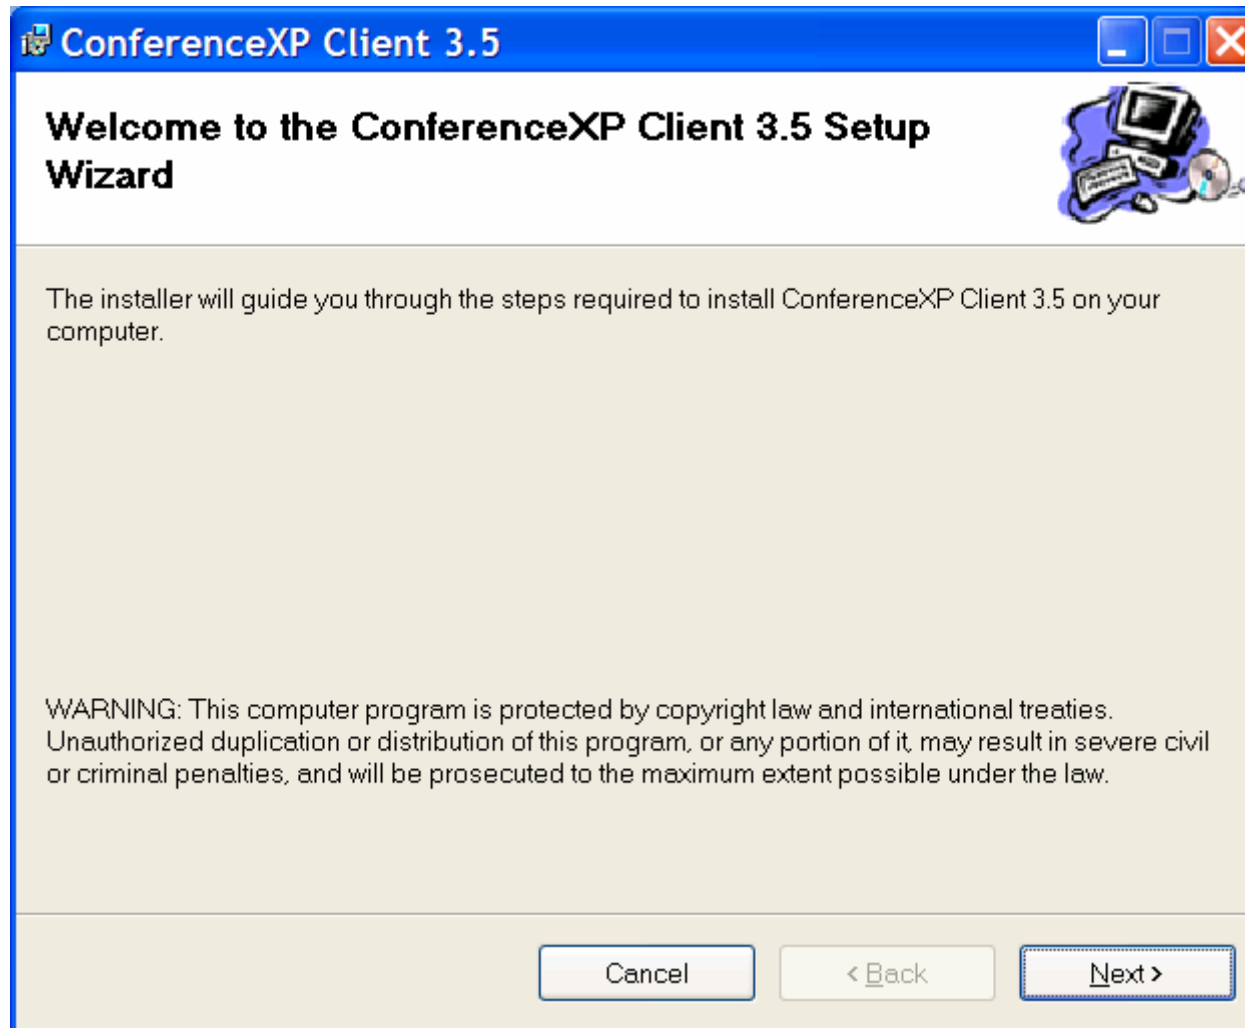 ConferenceXP Client 3.5
Welcome to the ConferenceXP Client 3.5 Setup
Wizard
The installer will guide you through the steps required to install ConferenceXP Client 3.5 on your
computer.
WARNING: This computer program is protected by copyright law and international treaties.
Unauthorized duplication or distribution of this program, or any portion of it, may result in severe civil
or criminal penalties, and will be prosecuted to the maximum extent possible under the law.
Cancel < Back Next >